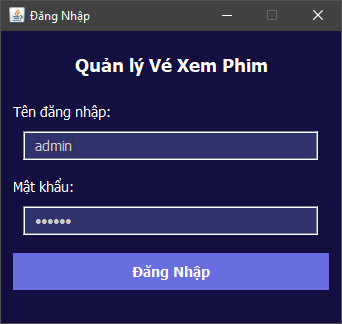 Đăng Nhập
Quản lý Vé Xem Phim
Tên đăng nhập:
admin
Mật khẩu:
••••••
Đăng Nhập